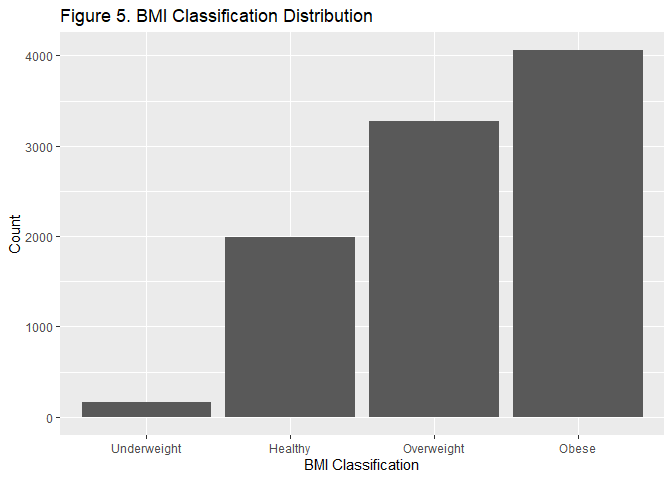 Figure 5. BMI Classification Distribution
4000
3000
2000
1000
0
Count
Underweight Healthy Overweight Obese
BMI Classification